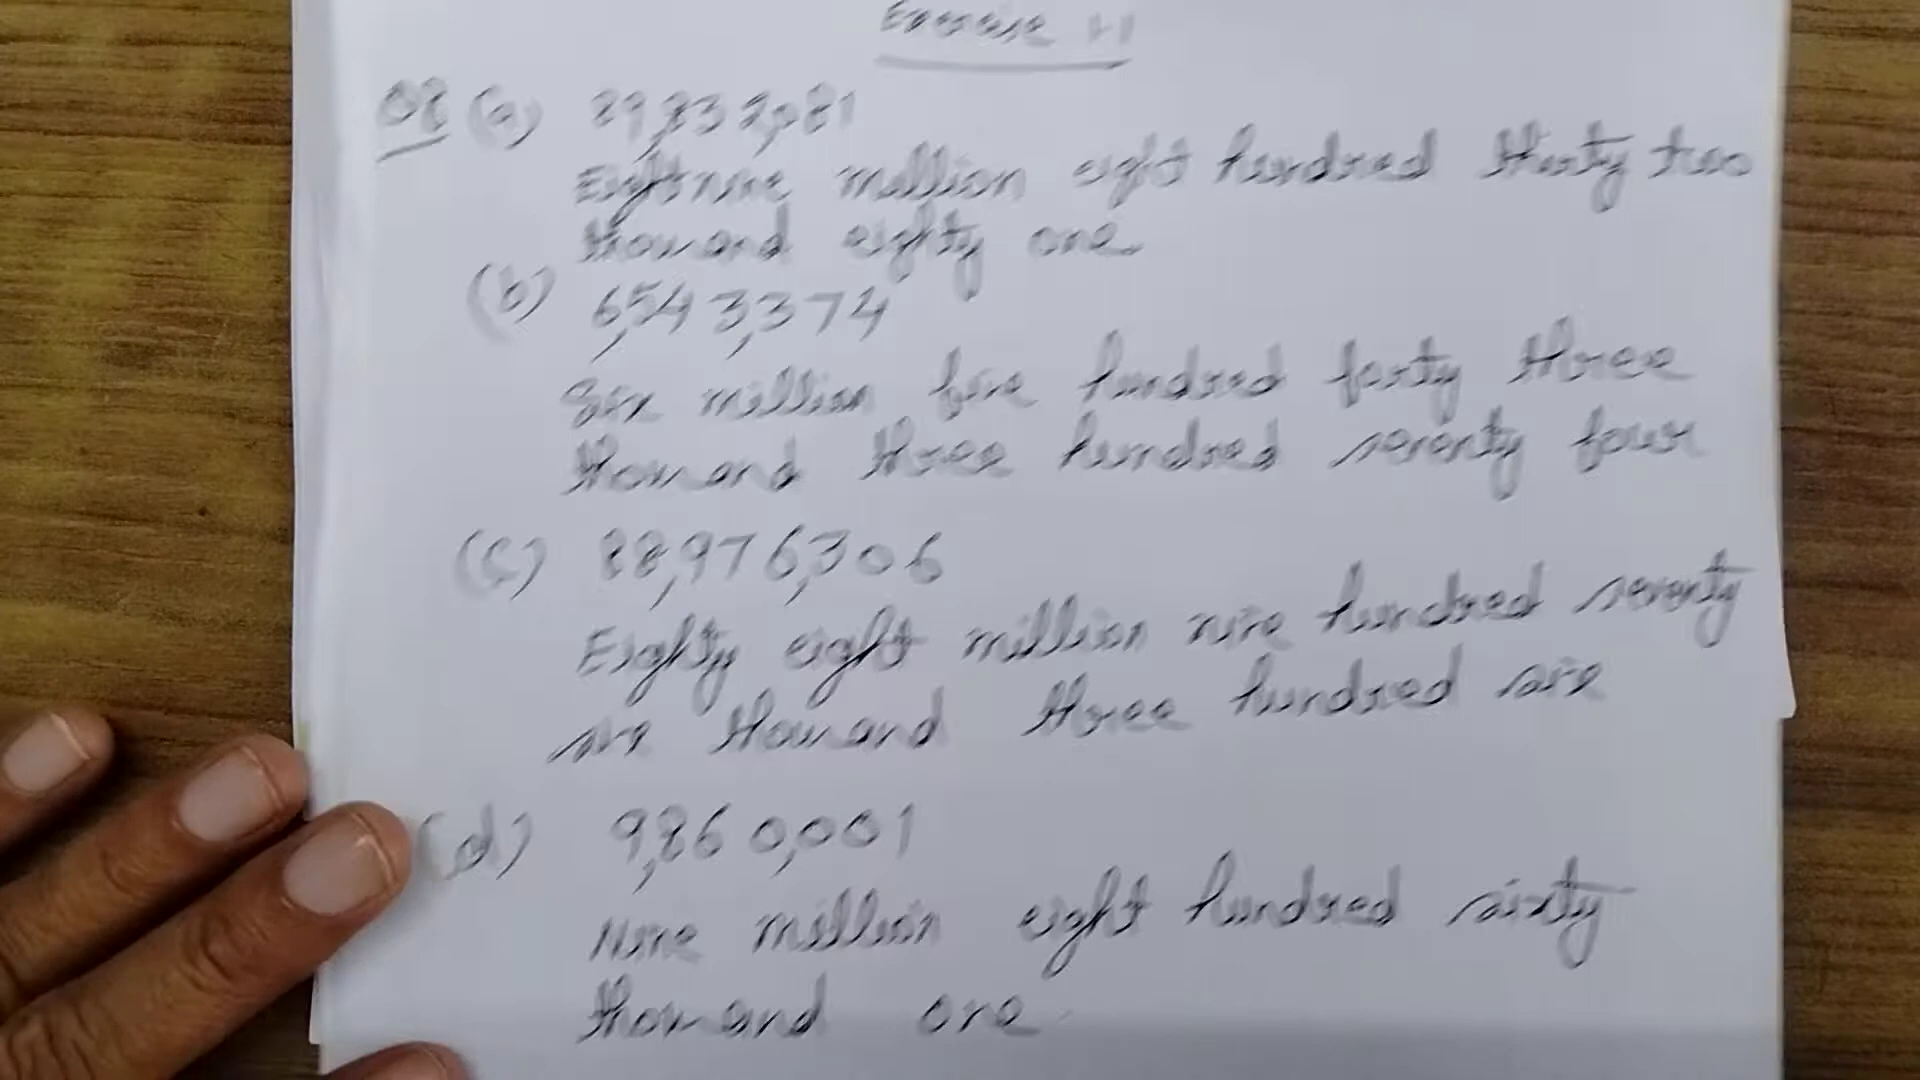 Exercise 1.1
Q8 (a) 89,832,081
Eight nine million eight hundred thirty two
thousand eighty one
(b) 6,543,374
Six million five hundred forty three
thousand three hundred seventy four
(c) 88,976,306
Eighty eight million nine hundred seventy
six thousand three hundred six
(d) 9,860,001
Nine million eight hundred sixty
thousand one